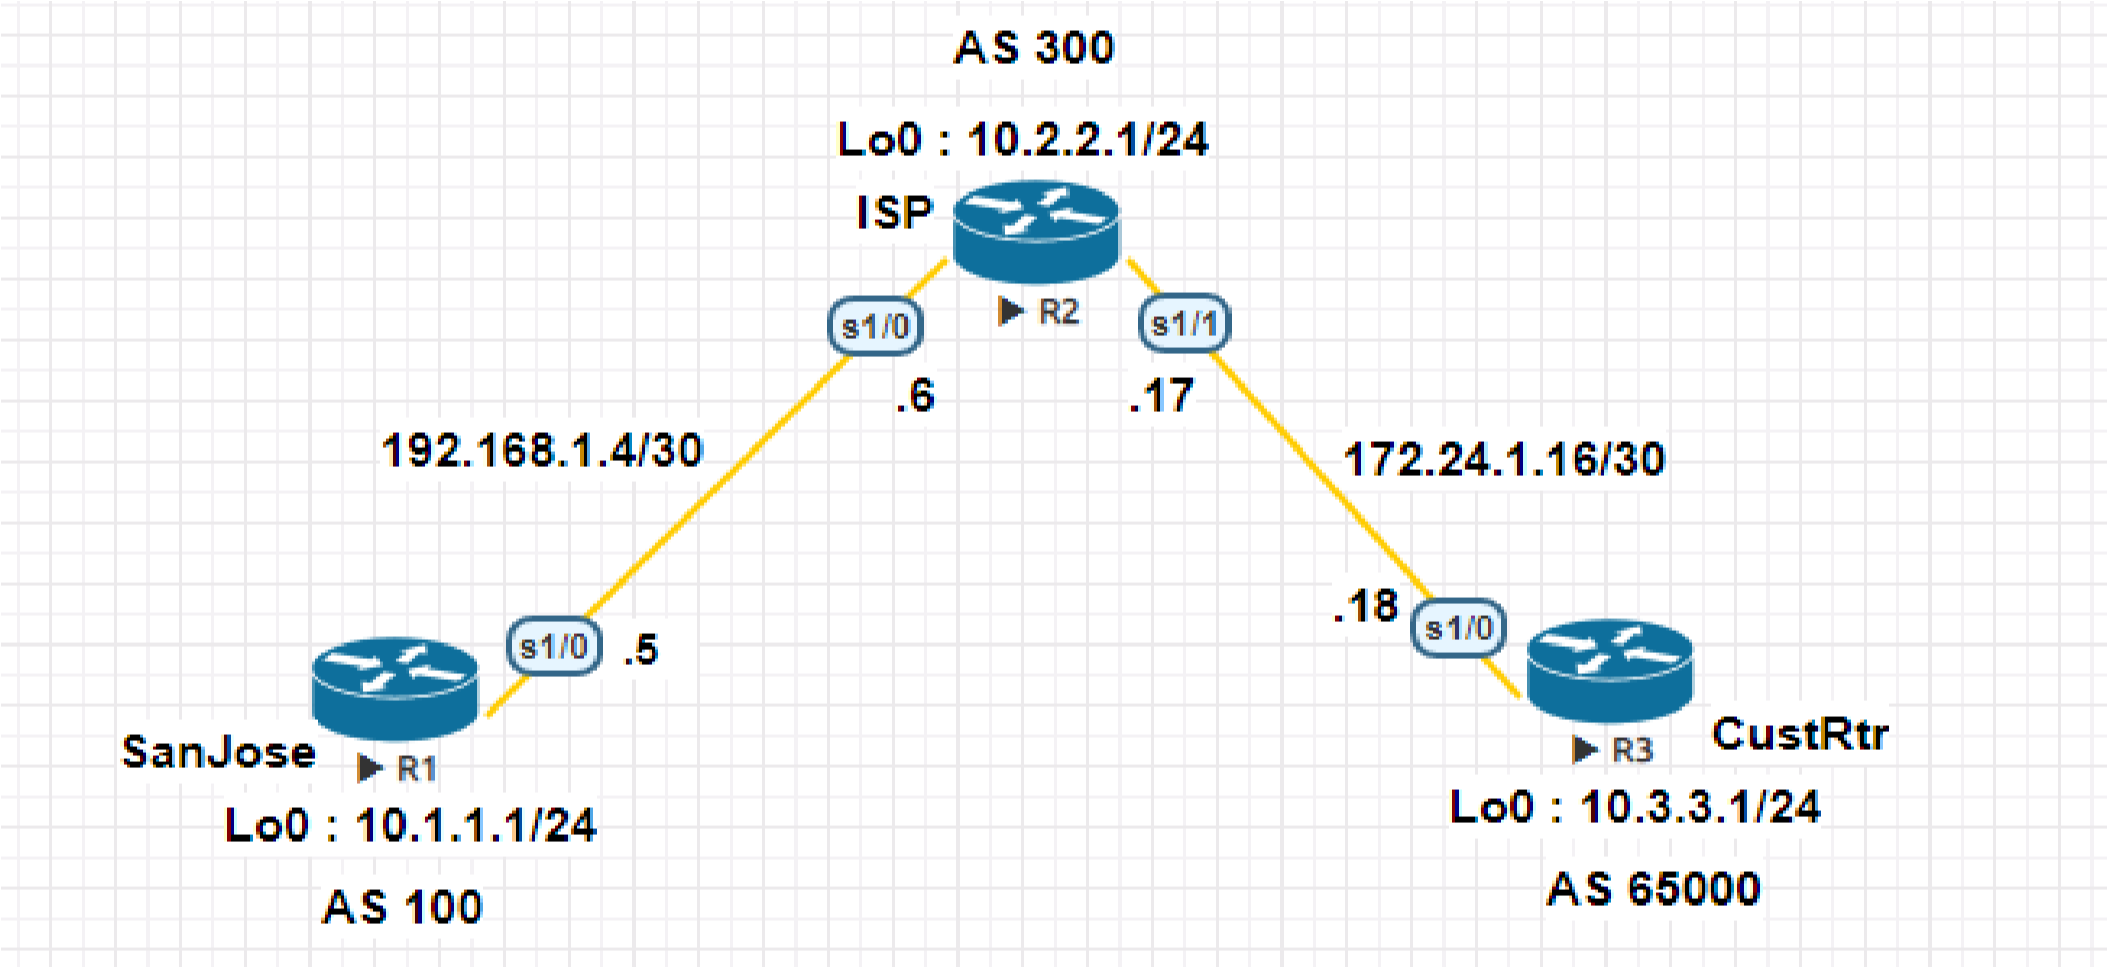 AS 300
Lo0 : 10.2.2.1/24
ISP
R2
s1/0
s1/1
.6
.17
192.168.1.4/30
172.24.1.16/30
.18
s1/0
s1/0
.5
SanJose
R1
CustRtr
R3
Lo0 : 10.1.1.1/24
Lo0 : 10.3.3.1/24
AS 100
AS 65000